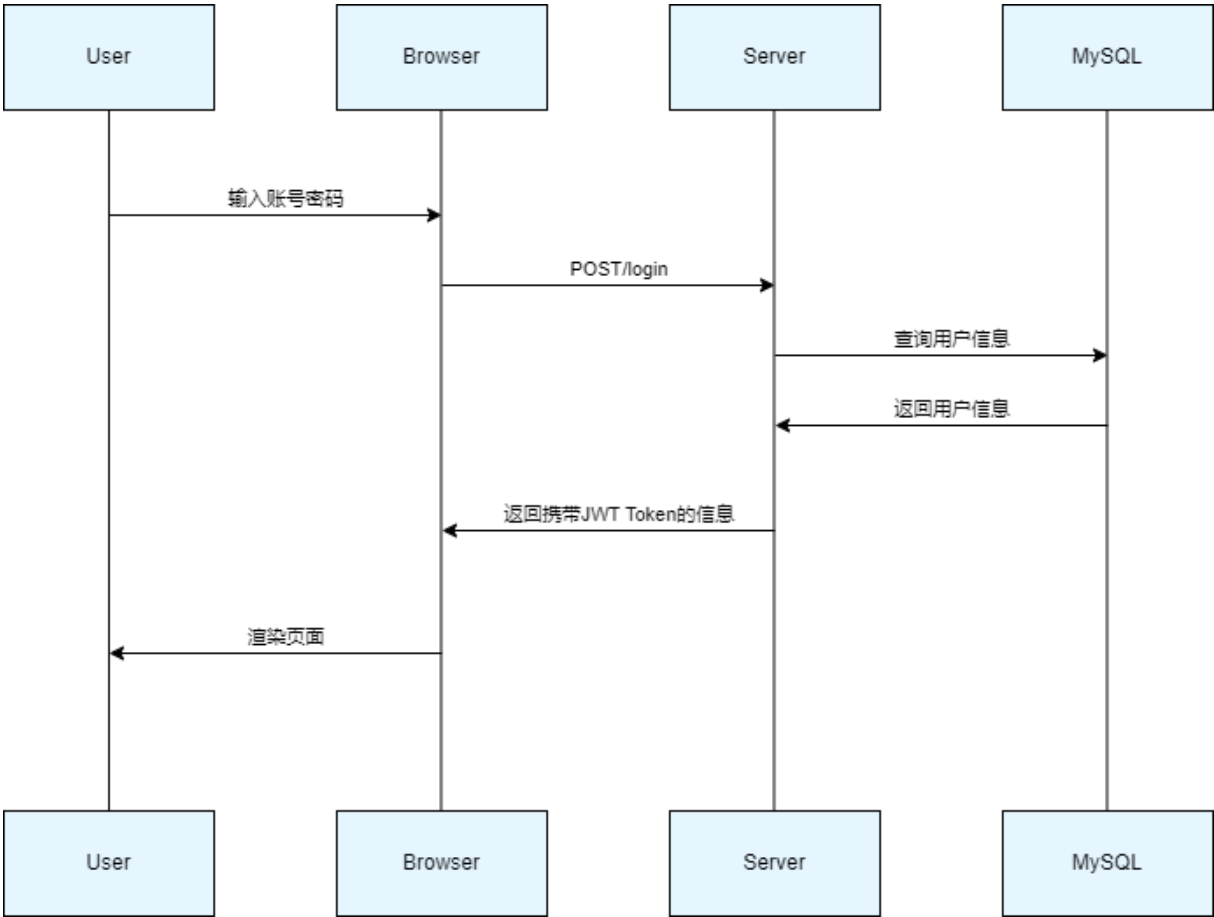 User
Browser
Server
MySQL
输入账号密码
POST/login
查询用户信息
返回用户信息
返回携带JWT Token的信息
渲染页面
User
Browser
Server
MySQL